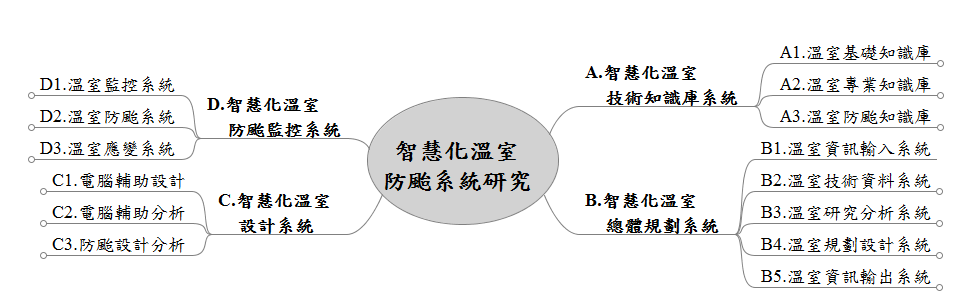 智慧化溫室
防颱系統研究
A.智慧化溫室
技術知識庫系統
A1.溫室基礎知識庫
A2.溫室專業知識庫
A3.溫室防颱知識庫
B.智慧化溫室
總體規劃系統
B1.溫室資訊輸入系統
B2.溫室技術資料系統
B3.溫室研究分析系統
B4.溫室規劃設計系統
B5.溫室資訊輸出系統
C.智慧化溫室
設計系統
C1.電腦輔助設計
C2.電腦輔助分析
C3.防颱設計分析
D.智慧化溫室
防颱監控系統
D1.溫室監控系統
D2.溫室防颱系統
D3.溫室應變系統